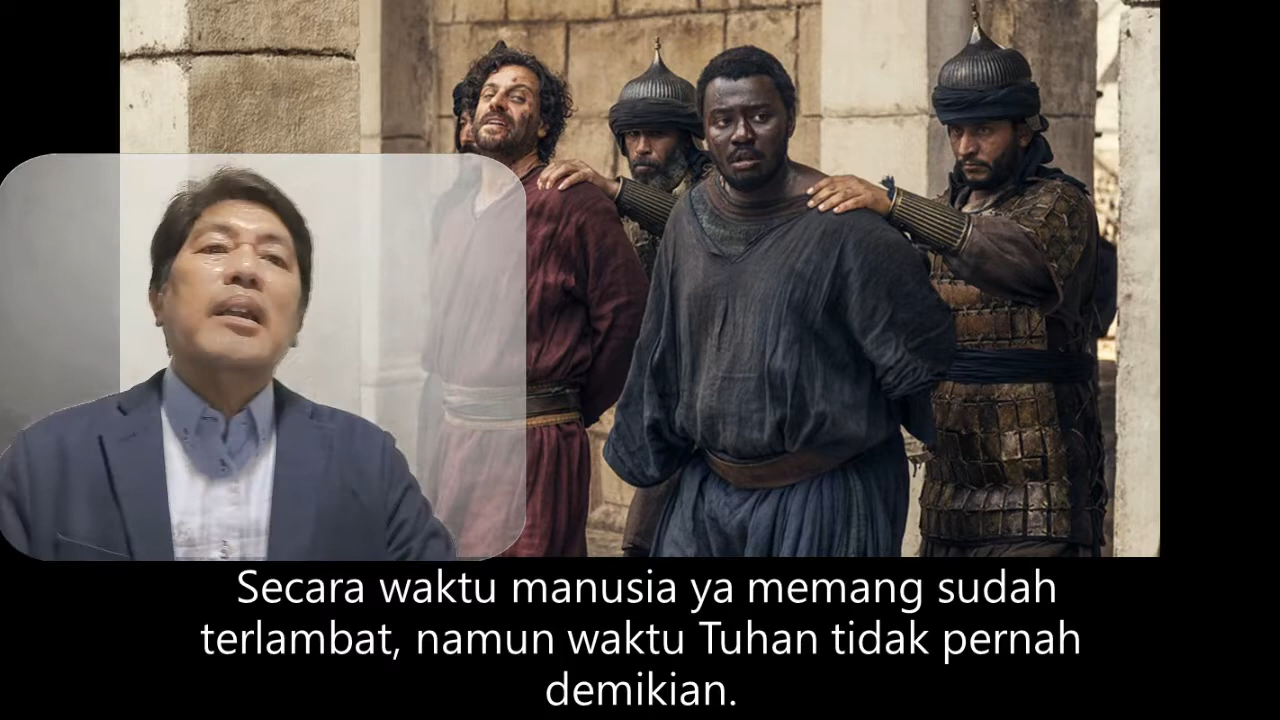 Secara waktu manusia ya memang sudah
terlambat, namun waktu Tuhan tidak pernah
demikian.